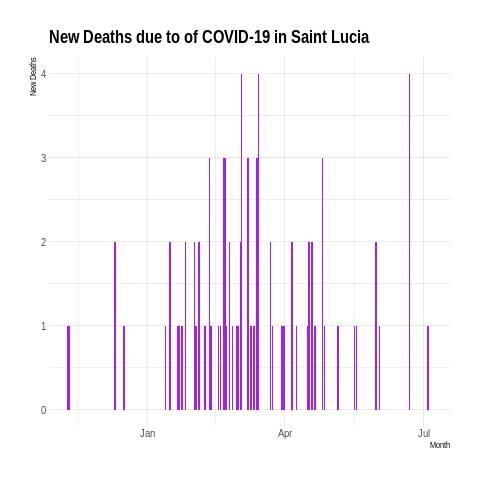 New Deaths due to of COVID-19 in Saint Lucia
New Deaths
4
3
2
1
0
Jan Apr Jul
Month